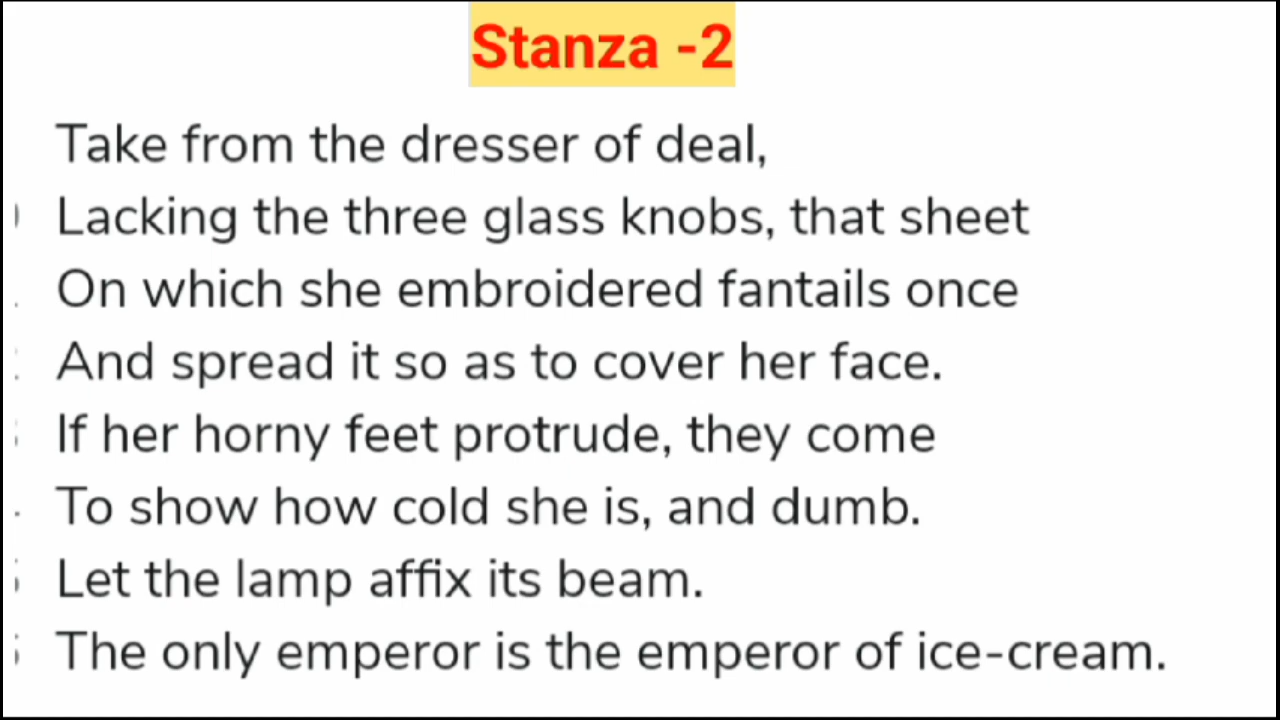 Stanza -2
Take from the dresser of deal,
Lacking the three glass knobs, that sheet
On which she embroidered fantails once
And spread it so as to cover her face.
If her horny feet protrude, they come
To show how cold she is, and dumb.
Let the lamp affix its beam.
The only emperor is the emperor of ice-cream.